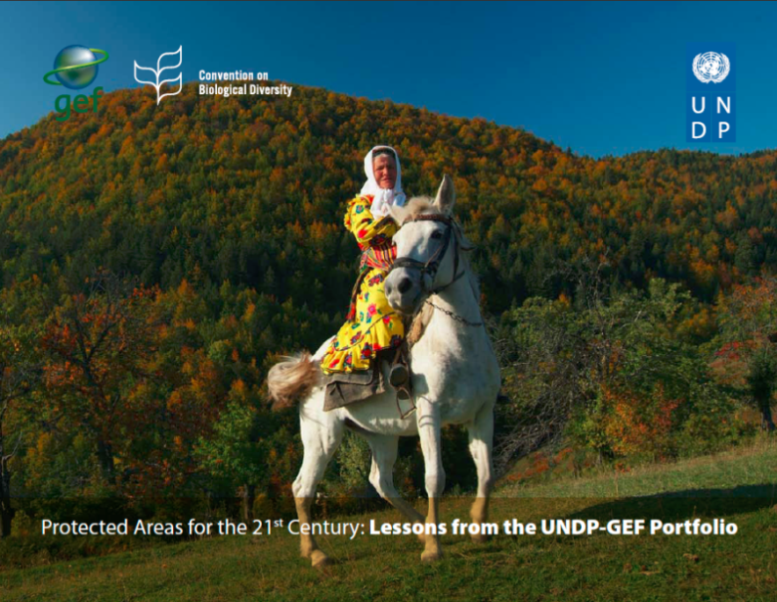 gef
Convention on
Biological Diversity
U N
D P
Protected Areas for the 21st Century: Lessons from the UNDP-GEF Portfolio